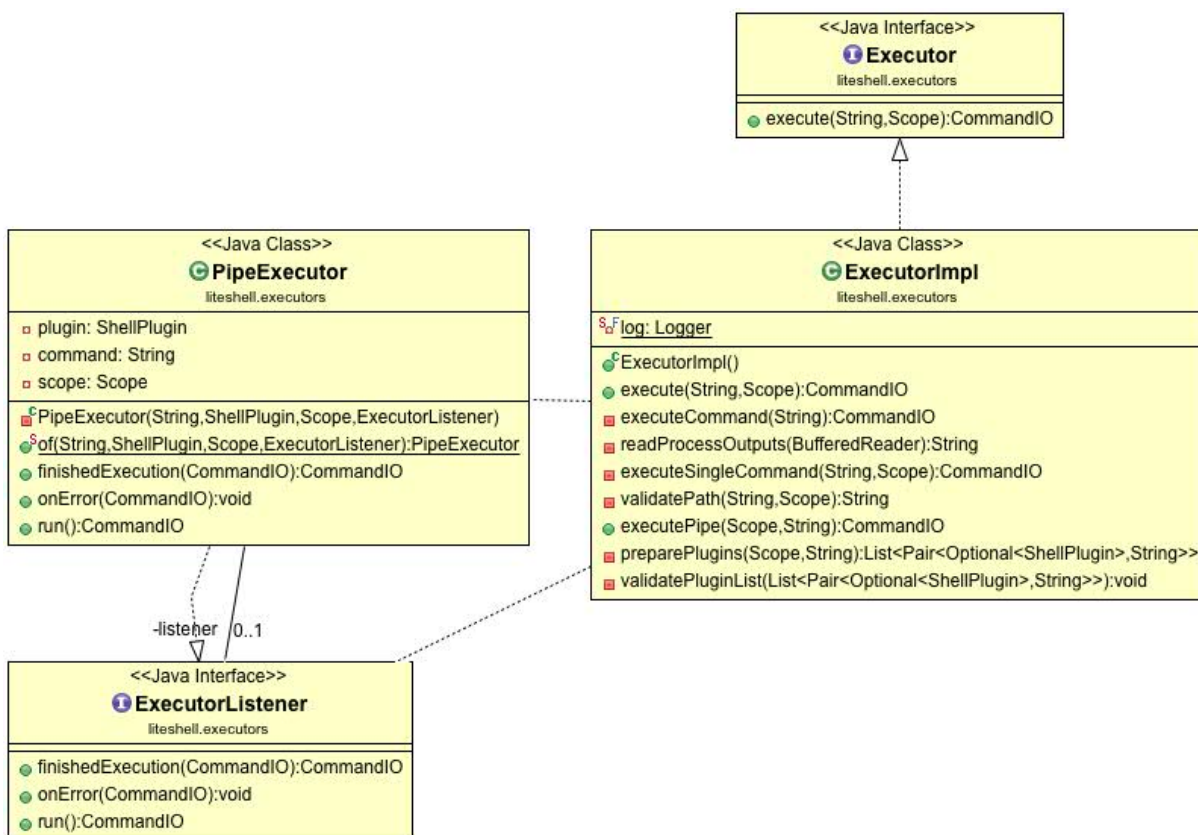 <<Java Interface>>
Executor
liteshell.executors
execute(String,Scope):CommandIO
<<Java Class>>
PipeExecutor
liteshell.executors
plugin: ShellPlugin
command: String
scope: Scope
PipeExecutor(String,ShellPlugin,Scope,ExecutorListener)
of(String,ShellPlugin,Scope,ExecutorListener):PipeExecutor
finishedExecution(CommandIO):CommandIO
onError(CommandIO):void
run():CommandIO
<<Java Class>>
ExecutorImpl
liteshell.executors
log: Logger
ExecutorImpl()
execute(String,Scope):CommandIO
executeCommand(String):CommandIO
readProcessOutputs(BufferedReader):String
executeSingleCommand(String,Scope):CommandIO
validatePath(String,Scope):String
executePipe(Scope,String):CommandIO
preparePlugins(Scope,String):List<Pair<Optional<ShellPlugin>,String>>
validatePluginList(List<Pair<Optional<ShellPlugin>,String>>):void
-listener 0..1
<<Java Interface>>
ExecutorListener
liteshell.executors
finishedExecution(CommandIO):CommandIO
onError(CommandIO):void
run():CommandIO